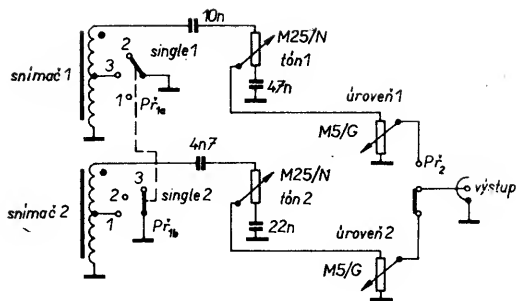 10n
M25/N
2
single 1
snímač 1
3
tón 1
47n
1
Př1a
úroveň 1
M5/G
4n7
Př2
3
M25/N
2
single 2
výstup
snímač 2
1
tón 2
Př1b
22n
úroveň 2
M5/G